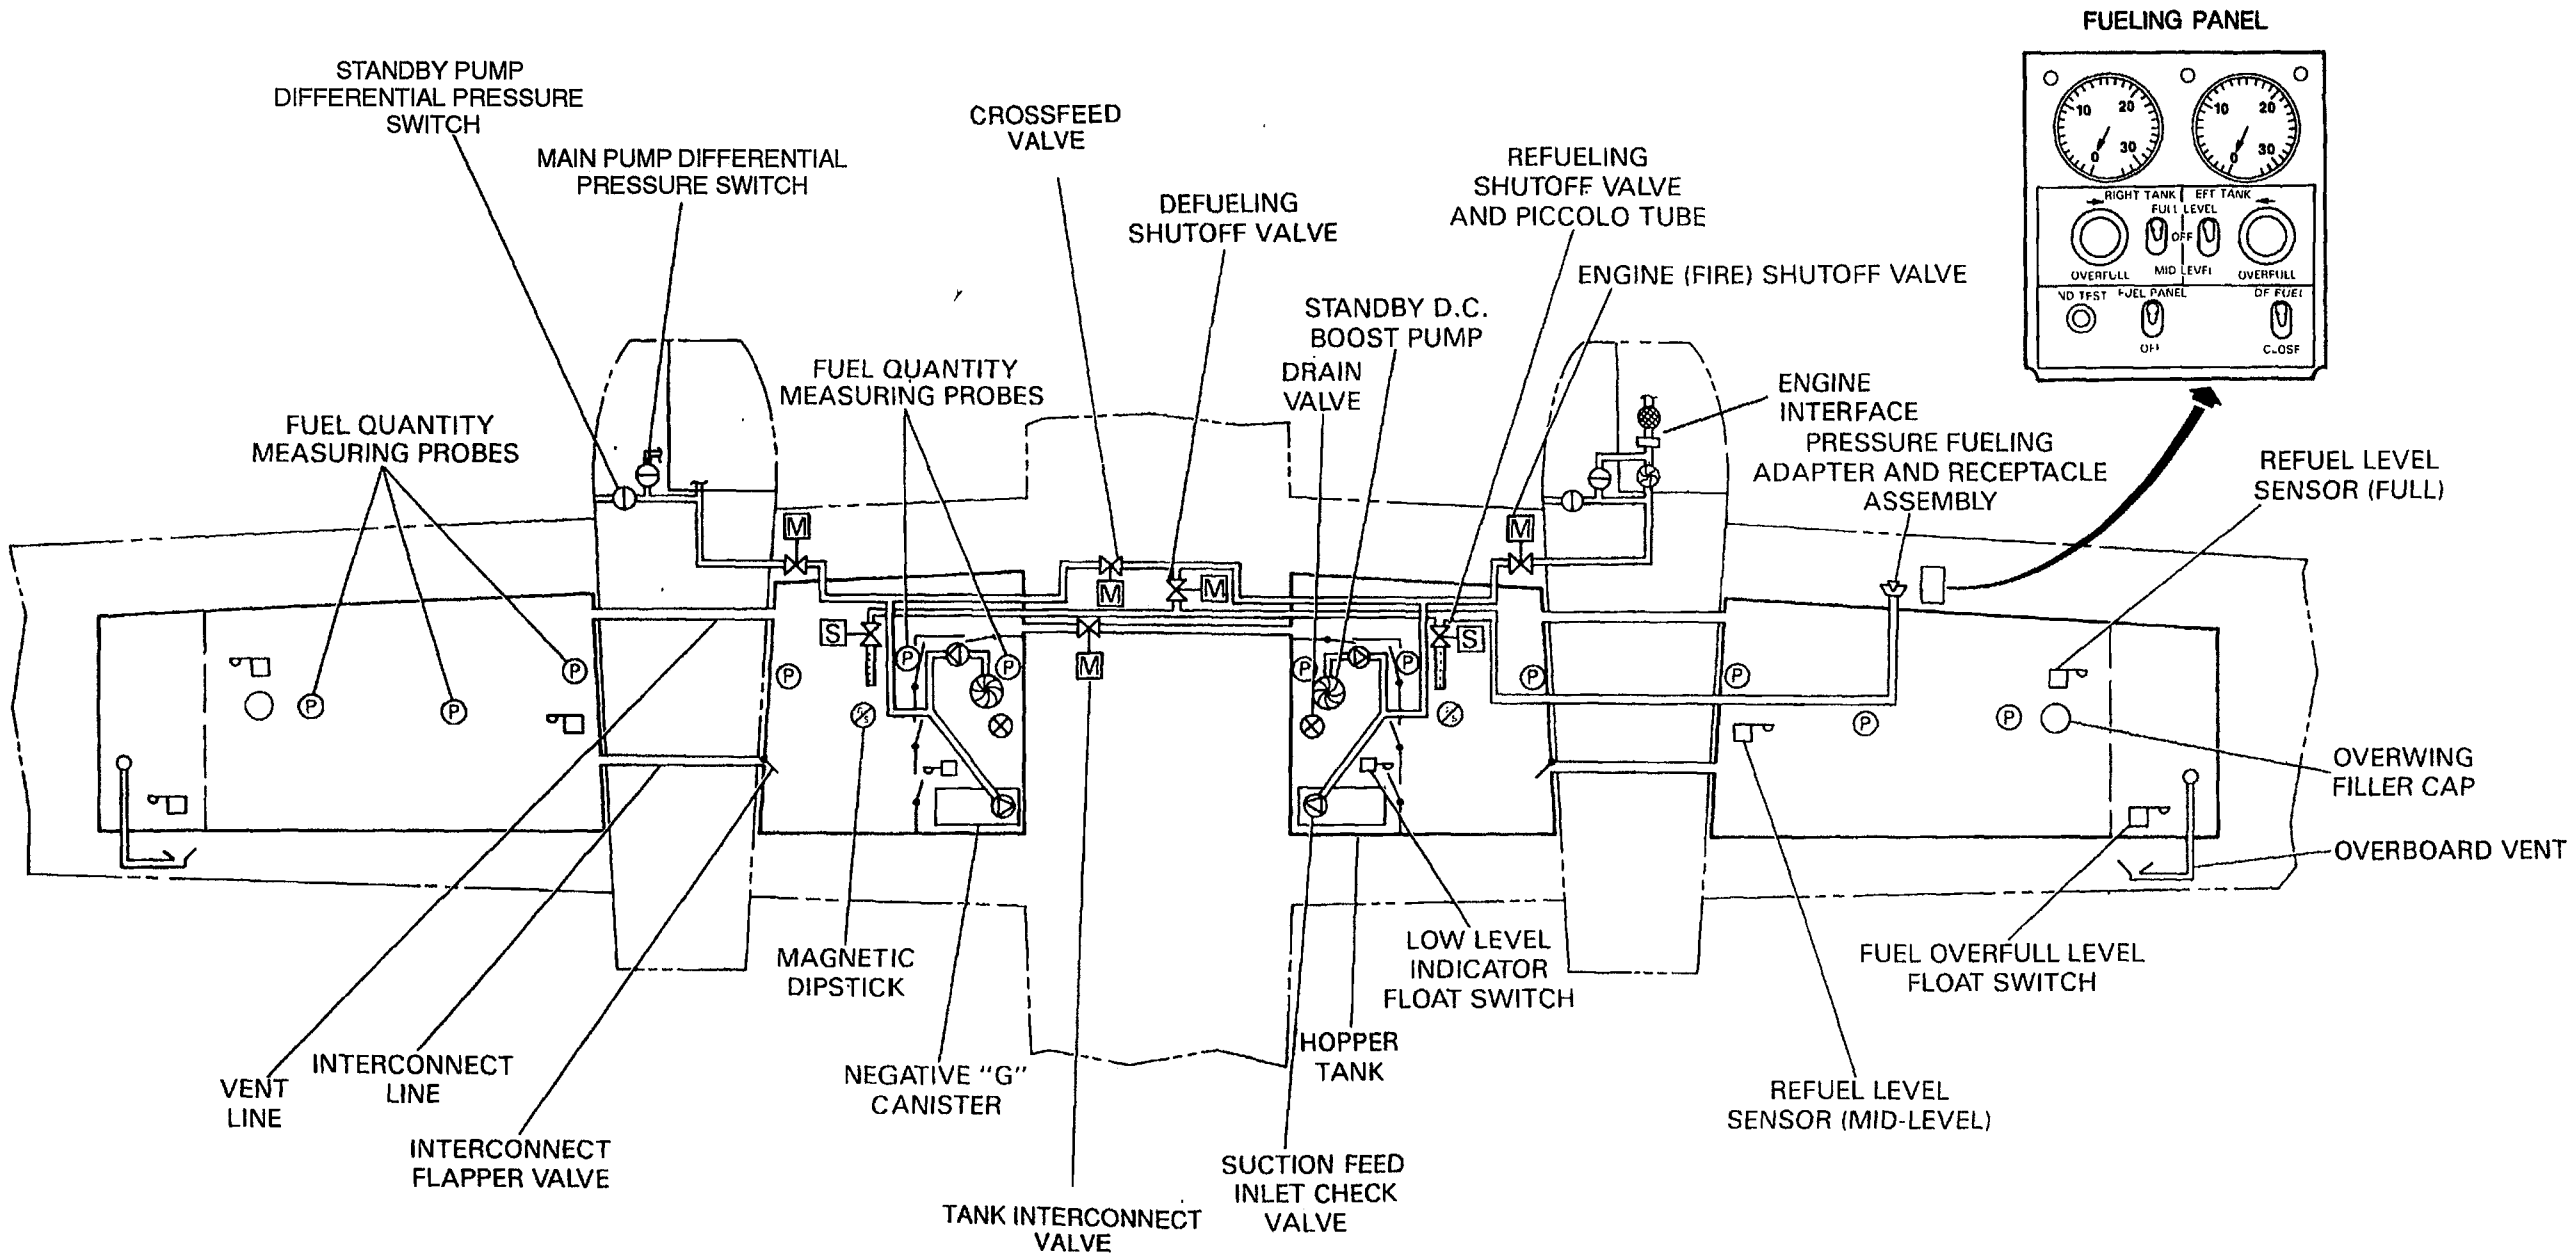 FUELING PANEL
10 20
0 30
10 20
0 30
RIGHT TANK EFT TANK
FULL LEVEL
OFF
OVERFULL MID LEVEL OVERFULL
ND TEST FUEL PANEL
OFF
STANDBY PUMP
DIFFERENTIAL PRESSURE
SWITCH
MAIN PUMP DIFFERENTIAL
PRESSURE SWITCH
CROSSFEED
VALVE
DEFUELING
SHUTOFF VALVE
REFUELING
SHUTOFF VALVE
AND PICCOLO TUBE
ENGINE (FIRE) SHUTOFF VALVE
STANDBY D.C.
BOOST PUMP
DRAIN
VALVE
FUEL QUANTITY
MEASURING PROBES
FUEL QUANTITY
MEASURING PROBES
ENGINE
INTERFACE
PRESSURE FUELING
ADAPTER AND RECEPTACLE
ASSEMBLY
REFUEL LEVEL
SENSOR (FULL)
M
M
M
M
S
P
P
M
P
P
S
P
P
P
P
P
P
P
P
P
OVERWING
FILLER CAP
OVERBOARD VENT
MAGNETIC
DIPSTICK
LOW LEVEL
INDICATOR
FLOAT SWITCH
FUEL OVERFULL LEVEL
FLOAT SWITCH
HOPPER
TANK
VENT
LINE
INTERCONNECT
LINE
NEGATIVE "G"
CANISTER
REFUEL LEVEL
SENSOR (MID-LEVEL)
INTERCONNECT
FLAPPER VALVE
SUCTION FEED
INLET CHECK
VALVE
TANK INTERCONNECT
VALVE